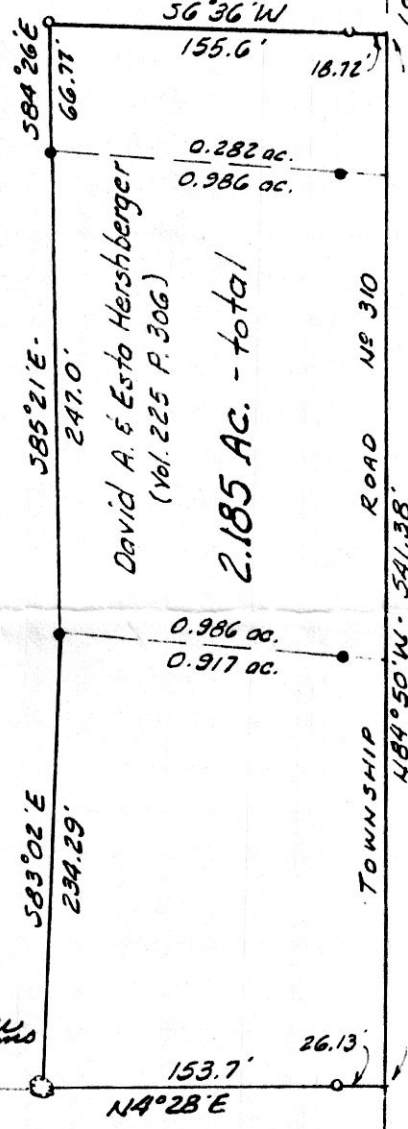 S6°36'W
155.6'
18.72'
S84°26'E
66.77'
0.282 ac.
0.986 ac.
David A. & Esta Hershberger
(Vol. 225 P. 306)
2.185 AC. - total
S85°21'E -
247.0'
TOWNSHIP ROAD Nº 310
N84°50'W - 541.38'
0.986 ac.
0.917 ac.
S83°02'E
234.29'
26.13'
153.7'
N4°28'E